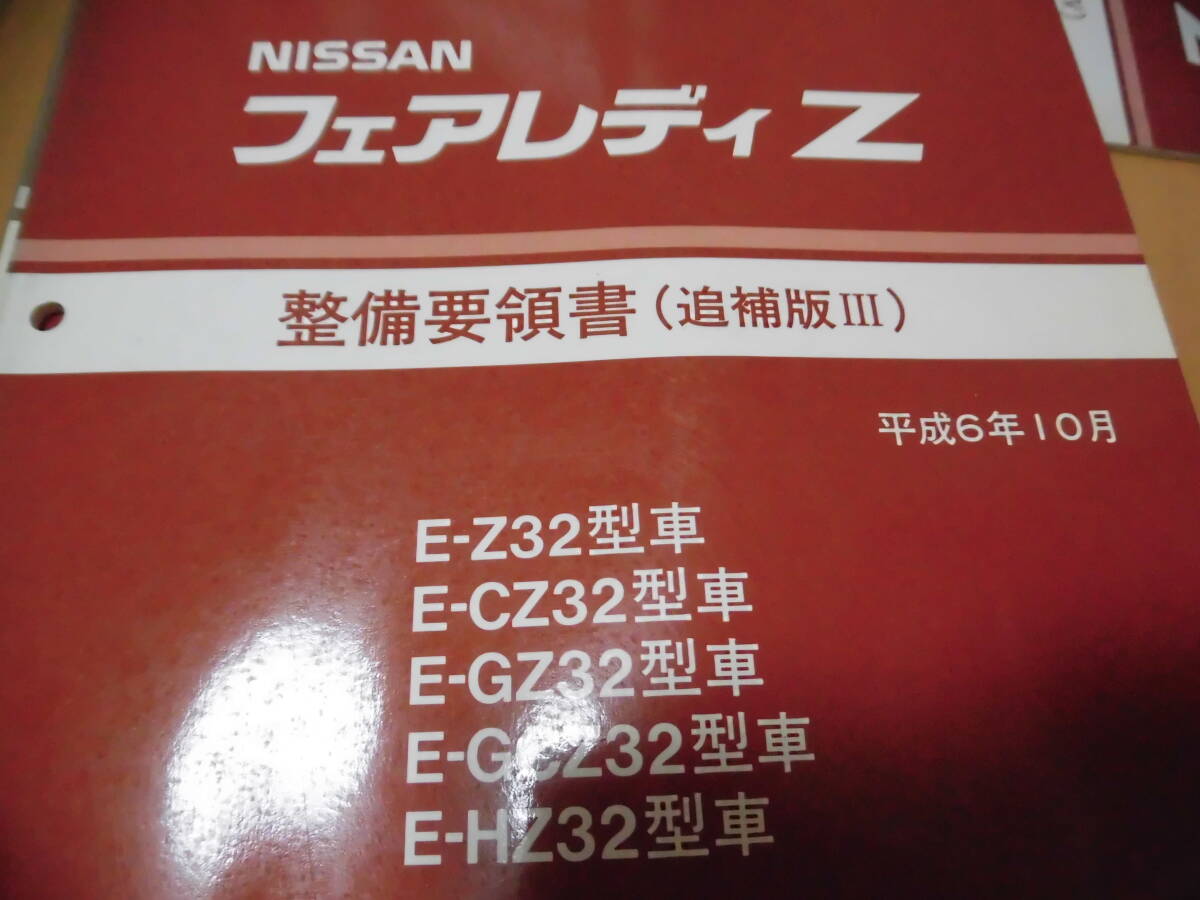 NISSAN
フェアレディZ
整備要領書(追補版III)
平成6年10月
E-Z32型車
E-CZ32型車
E-GZ32型車
E-GCZ32型車
E-HZ32型車